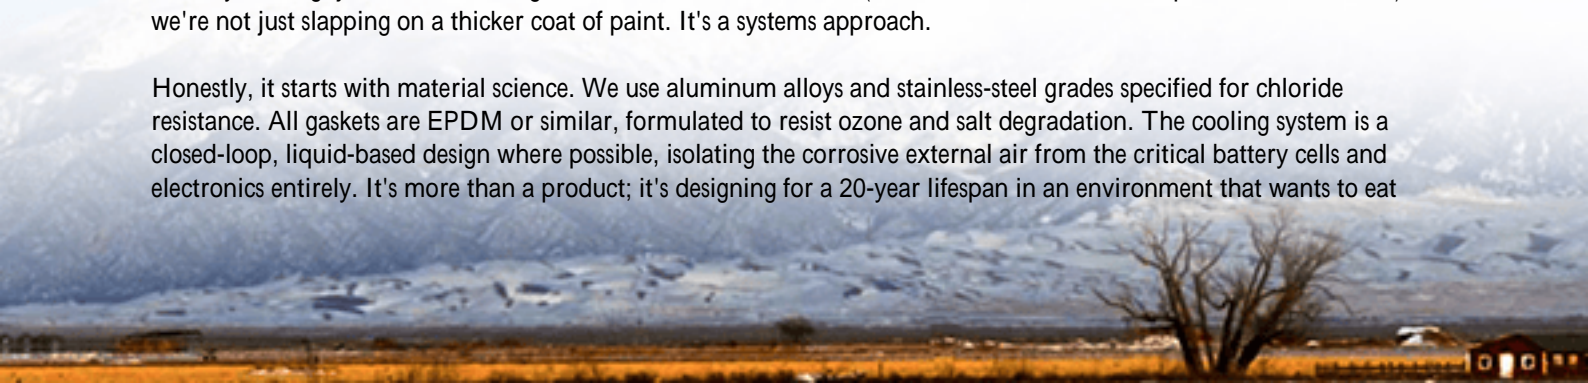 we're not just slapping on a thicker coat of paint. It's a systems approach.
Honestly, it starts with material science. We use aluminum alloys and stainless-steel grades specified for chloride
resistance. All gaskets are EPDM or similar, formulated to resist ozone and salt degradation. The cooling system is a
closed-loop, liquid-based design where possible, isolating the corrosive external air from the critical battery cells and
electronics entirely. It's more than a product; it's designing for a 20-year lifespan in an environment that wants to eat